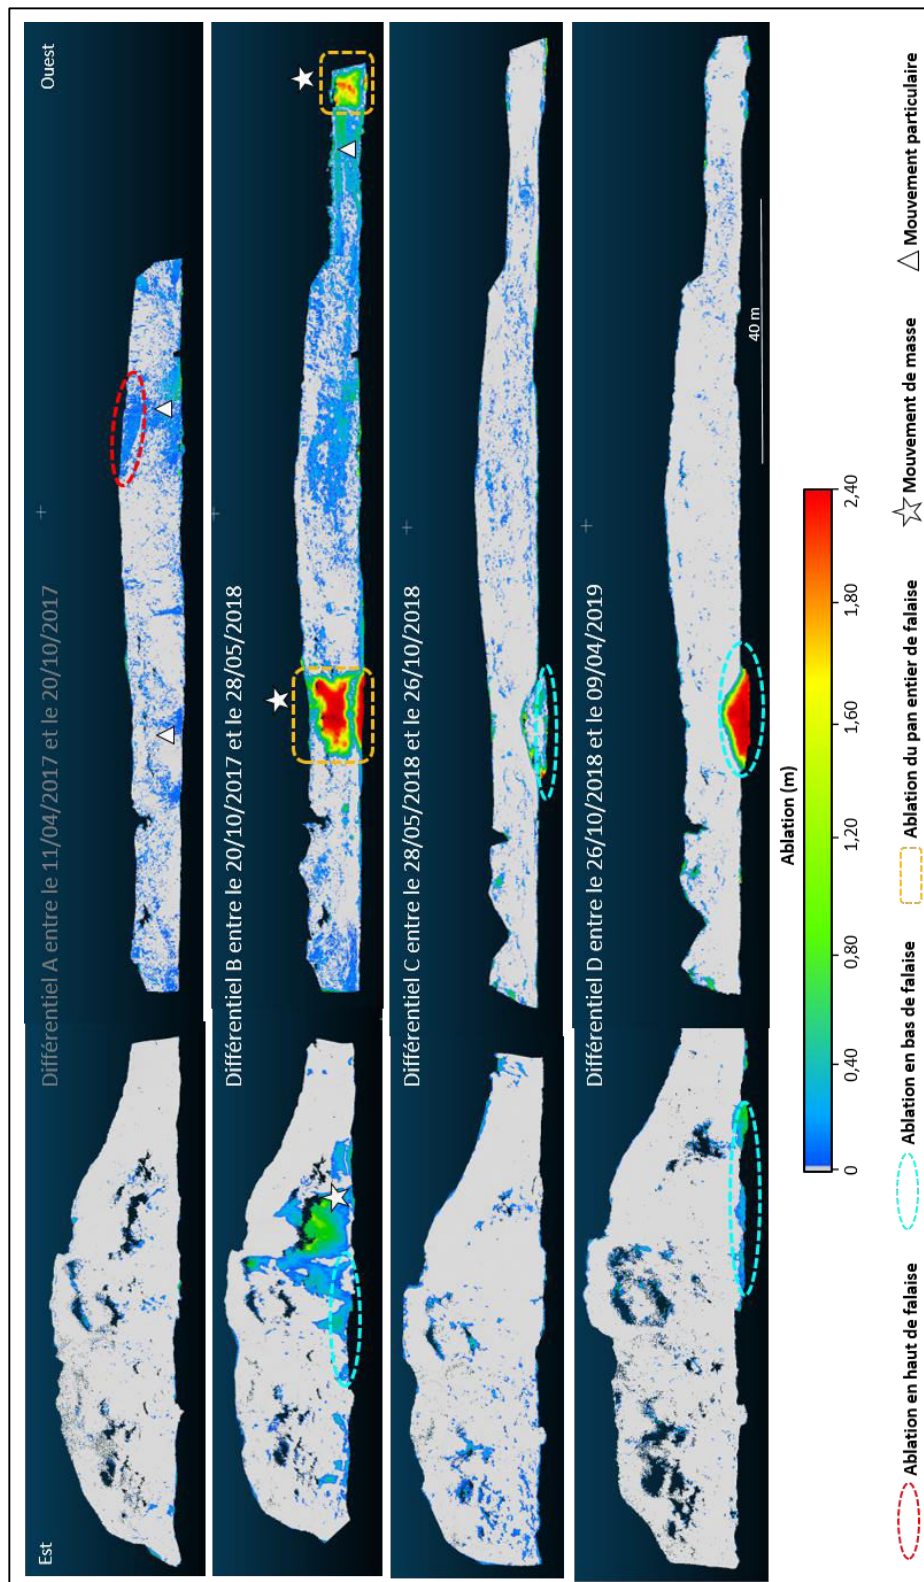 Est
Ouest
Différentiel A entre le 11/04/2017 et le 20/10/2017
Différentiel B entre le 20/10/2017 et le 28/05/2018
Différentiel C entre le 28/05/2018 et le 26/10/2018
Différentiel D entre le 26/10/2018 et le 09/04/2019
40 m
Ablation (m)
0
0,40
0,80
1,20
1,60
1,80
2,40
Ablation en haut de falaise
Ablation en bas de falaise
Ablation du pan entier de falaise
Mouvement de masse
Mouvement particulaire